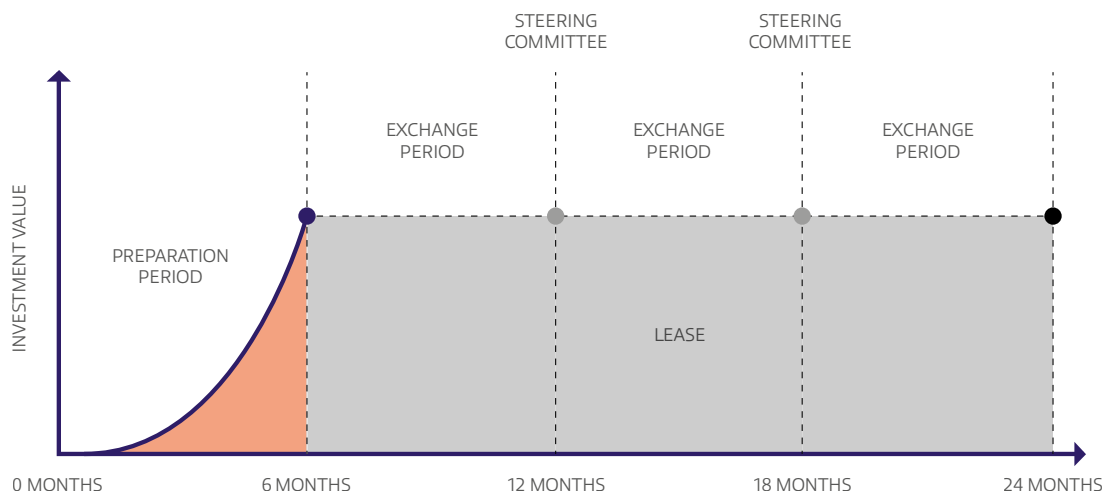 STEERING
COMMITTEE
STEERING
COMMITTEE
EXCHANGE
PERIOD
EXCHANGE
PERIOD
EXCHANGE
PERIOD
INVESTMENT VALUE
PREPARATION
PERIOD
LEASE
0 MONTHS
6 MONTHS
12 MONTHS
18 MONTHS
24 MONTHS